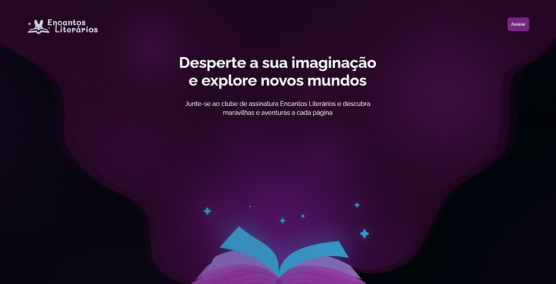 Encantos
Literários
Assinar
Desperte a sua imaginação
e explore novos mundos
Junte-se ao clube de assinatura Encantos Literários e descubra
maravilhas e aventuras a cada página